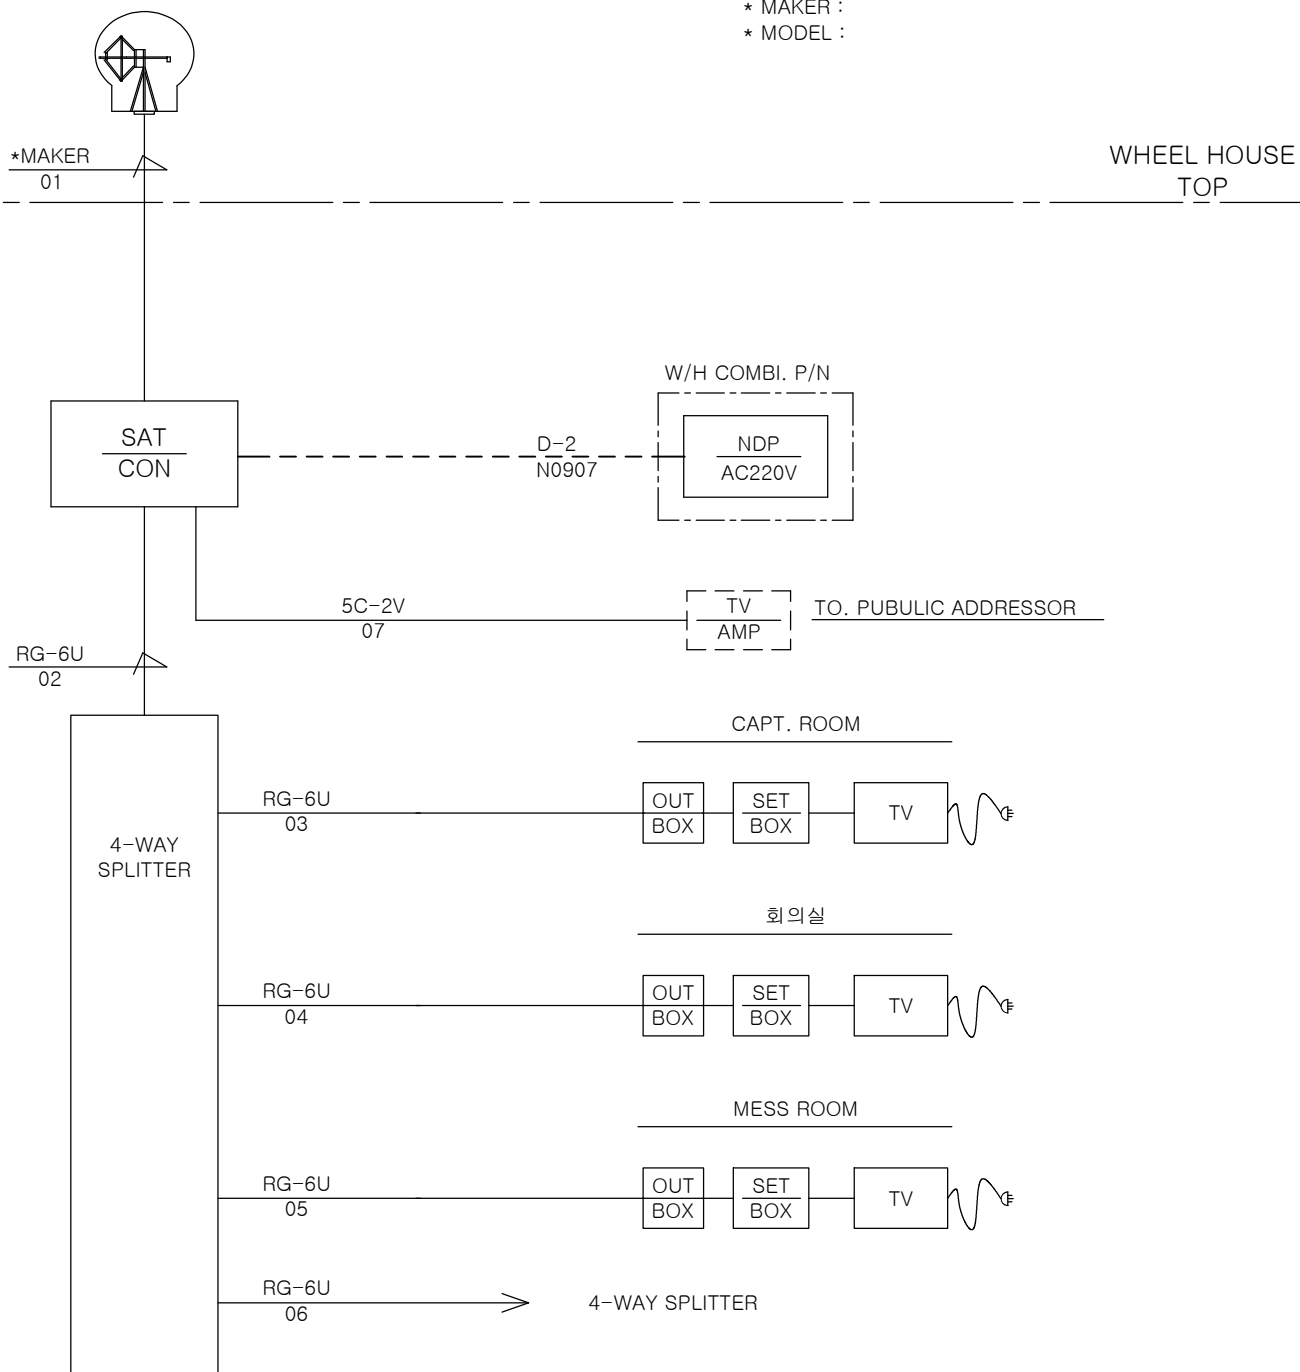 * MAKER :
* MODEL :
*MAKER
01
WHEEL HOUSE
TOP
W/H COMBI. P/N
SAT
CON
D-2
N0907
NDP
AC220V
5C-2V
07
TV
AMP
TO. PUBULIC ADDRESSOR
RG-6U
02
CAPT. ROOM
4-WAY
SPLITTER
RG-6U
03
OUT
BOX
SET
BOX
TV
회의실
RG-6U
04
OUT
BOX
SET
BOX
TV
MESS ROOM
RG-6U
05
OUT
BOX
SET
BOX
TV
RG-6U
06
4-WAY SPLITTER